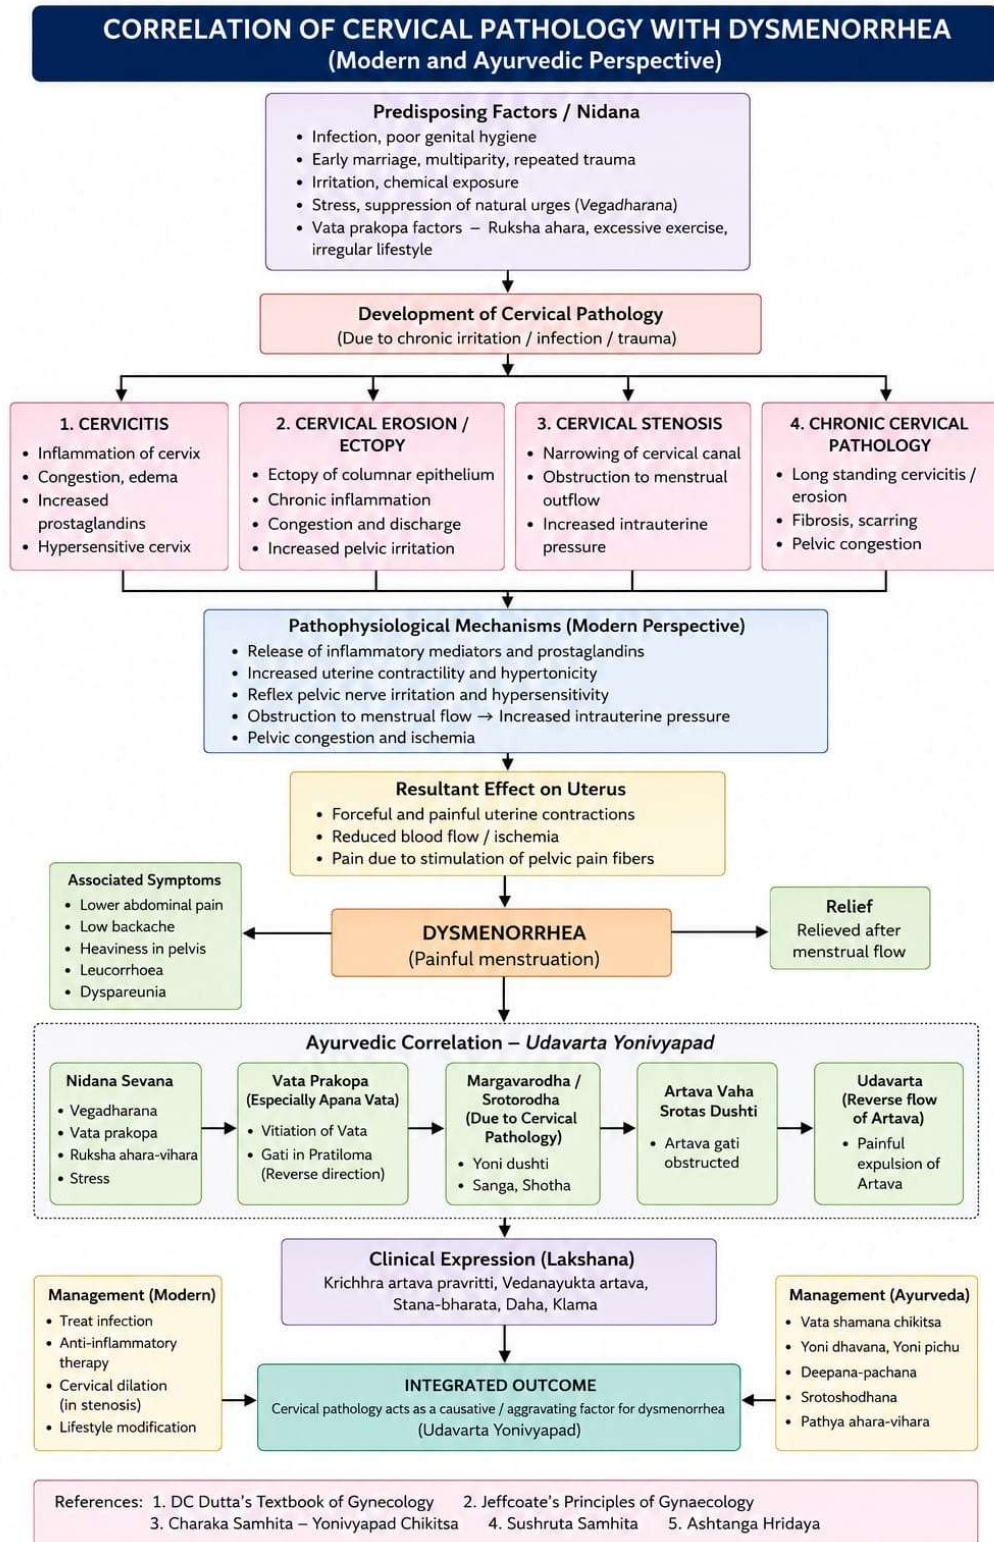 CORRELATION OF CERVICAL PATHOLOGY WITH DYSMENORRHEA
(Modern and Ayurvedic Perspective)
Predisposing Factors / Nidana
• Infection, poor genital hygiene
• Early marriage, multiparity, repeated trauma
• Irritation, chemical exposure
• Stress, suppression of natural urges (Vegadharana)
• Vata prakopa factors – Ruksha ahara, excessive exercise,
irregular lifestyle
Development of Cervical Pathology
(Due to chronic irritation / infection / trauma)
1. CERVICITIS
• Inflammation of cervix
• Congestion, edema
• Increased
prostaglandins
• Hypersensitive cervix
2. CERVICAL EROSION /
ECTOPY
• Ectopy of columnar epithelium
• Chronic inflammation
• Congestion and discharge
• Increased pelvic irritation
3. CERVICAL STENOSIS
• Narrowing of cervical canal
• Obstruction to menstrual
outflow
• Increased intrauterine
pressure
4. CHRONIC CERVICAL
PATHOLOGY
• Long standing cervicitis /
erosion
• Fibrosis, scarring
• Pelvic congestion
Pathophysiological Mechanisms (Modern Perspective)
• Release of inflammatory mediators and prostaglandins
• Increased uterine contractility and hypertonicity
• Reflex pelvic nerve irritation and hypersensitivity
• Obstruction to menstrual flow → Increased intrauterine pressure
• Pelvic congestion and ischemia
Resultant Effect on Uterus
• Forceful and painful uterine contractions
• Reduced blood flow / ischemia
• Pain due to stimulation of pelvic pain fibers
Associated Symptoms
• Lower abdominal pain
• Low backache
• Heaviness in pelvis
• Leucorrhoea
• Dyspareunia
DYSMENORRHEA
(Painful menstruation)
Relief
Relieved after
menstrual flow
Ayurvedic Correlation – Udavarta Yonivyapad
Nidana Sevana
• Vegadharana
• Vata prakopa
• Ruksha ahara-vihara
• Stress
Vata Prakopa
(Especially Apana Vata)
• Vitiation of Vata
• Gati in Pratiloma
(Reverse direction)
Margavarodha /
Srotorodha
(Due to Cervical
Pathology)
• Yoni dushti
• Sanga, Shotha
Artava Vaha
Srotas Dushti
• Artava gati
obstructed
Udavarta
(Reverse flow
of Artava)
• Painful
expulsion of
Artava
Clinical Expression (Lakshana)
Krichhra artava pravritti, Vedanayukta artava,
Stana-bharata, Daha, Klama
Management (Modern)
• Treat infection
• Anti-inflammatory
therapy
• Cervical dilation
(in stenosis)
• Lifestyle modification
INTEGRATED OUTCOME
Cervical pathology acts as a causative / aggravating factor for dysmenorrhea
(Udavarta Yonivyapad)
Management (Ayurveda)
• Vata shamana chikitsa
• Yoni dhavana, Yoni pichu
• Deepana-pachana
• Srotoshodhana
• Pathya ahara-vihara
References: 1. DC Dutta's Textbook of Gynecology 2. Jeffcoate's Principles of Gynaecology
3. Charaka Samhita – Yonivyapad Chikitsa 4. Sushruta Samhita 5. Ashtanga Hridaya